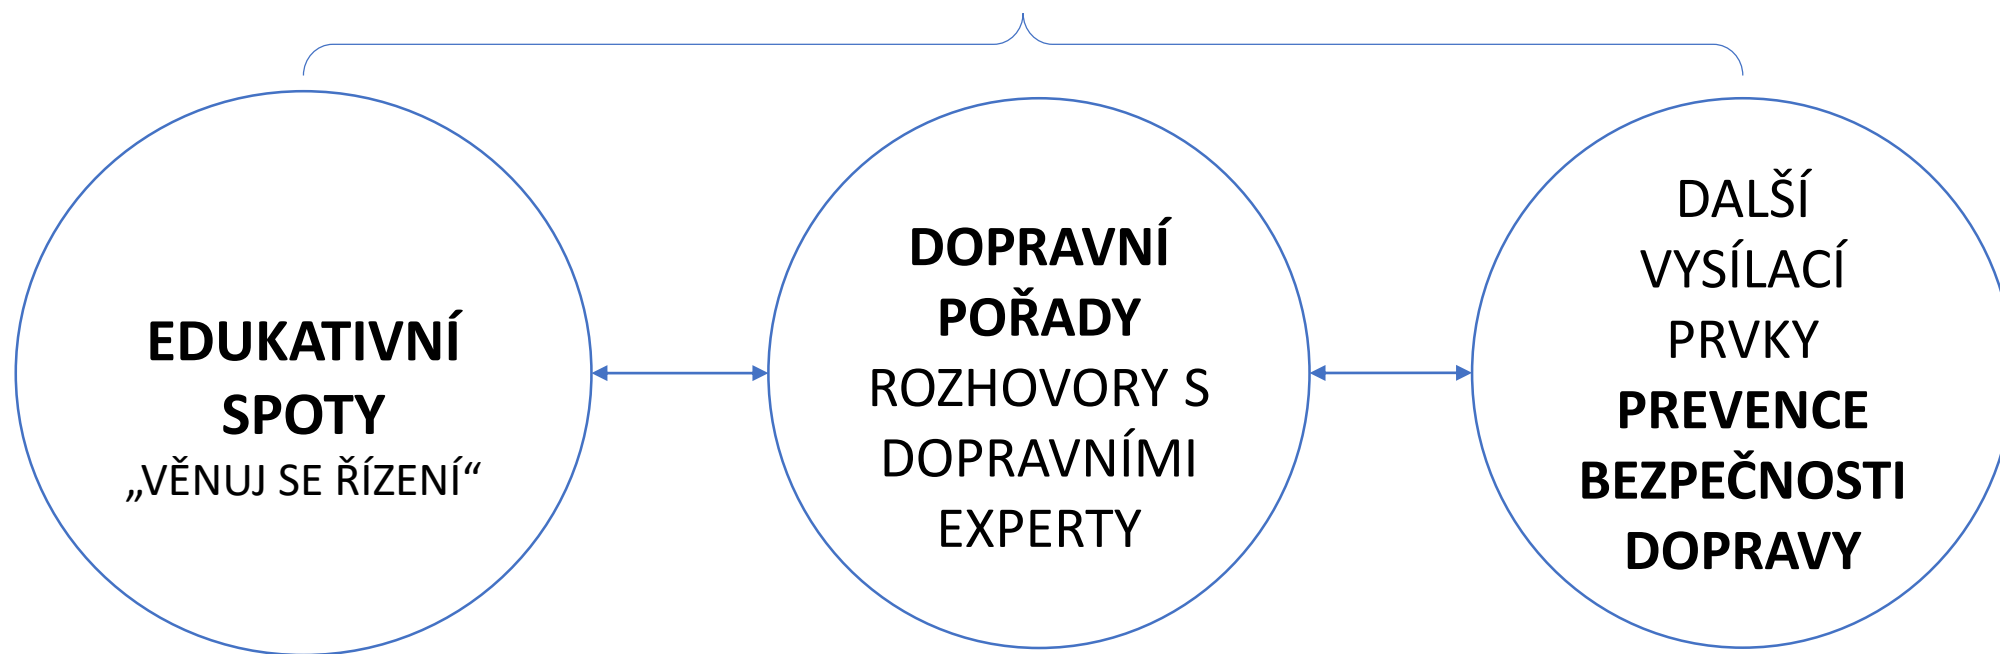 EDUKATIVNÍ
SPOTY
„VĚNUJ SE ŘÍZENÍ“
DOPRAVNÍ
POŘADY
ROZHOVORY S
DOPRAVNÍMI
EXPERTY
DALŠÍ
VYSÍLACÍ
PRVKY
PREVENCE
BEZPEČNOSTI
DOPRAVY